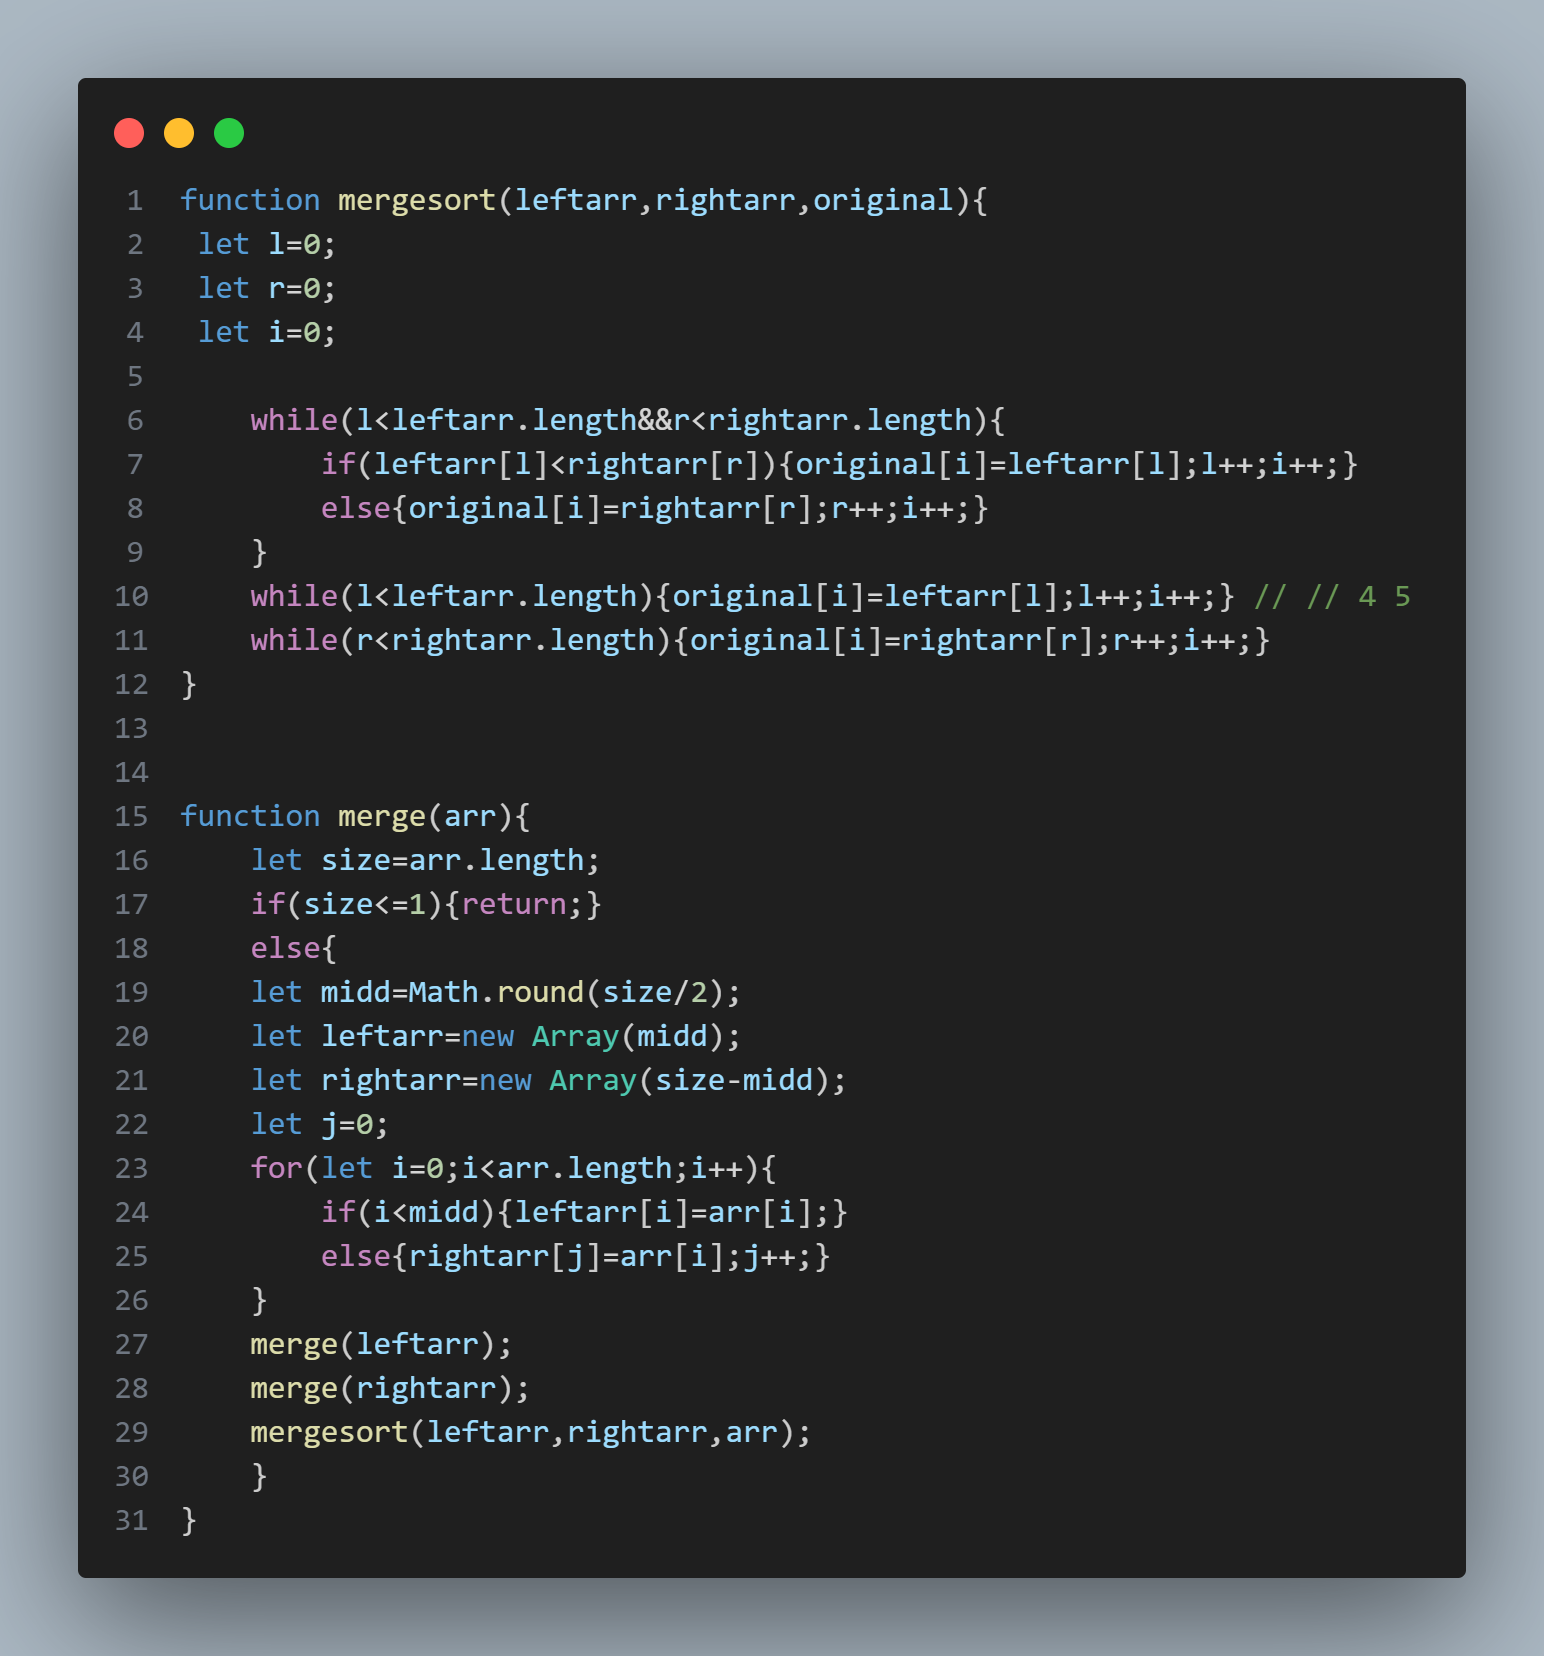 1 function mergesort(leftarr,rightarr,original){
2  let l=0;
3  let r=0;
4  let i=0;
5
6     while(l<leftarr.length&&r<rightarr.length){
7         if(leftarr[l]<rightarr[r]){original[i]=leftarr[l];l++;i++;}
8         else{original[i]=rightarr[r];r++;i++;}
9     }
10     while(l<leftarr.length){original[i]=leftarr[l];l++;i++;} // // 4 5
11     while(r<rightarr.length){original[i]=rightarr[r];r++;i++;}
12 }
13
14
15 function merge(arr){
16     let size=arr.length;
17     if(size<=1){return;}
18     else{
19     let midd=Math.round(size/2);
20     let leftarr=new Array(midd);
21     let rightarr=new Array(size-midd);
22     let j=0;
23     for(let i=0;i<arr.length;i++){
24         if(i<midd){leftarr[i]=arr[i];}
25         else{rightarr[j]=arr[i];j++;}
26     }
27     merge(leftarr);
28     merge(rightarr);
29     mergesort(leftarr,rightarr,arr);
30     }
31 }